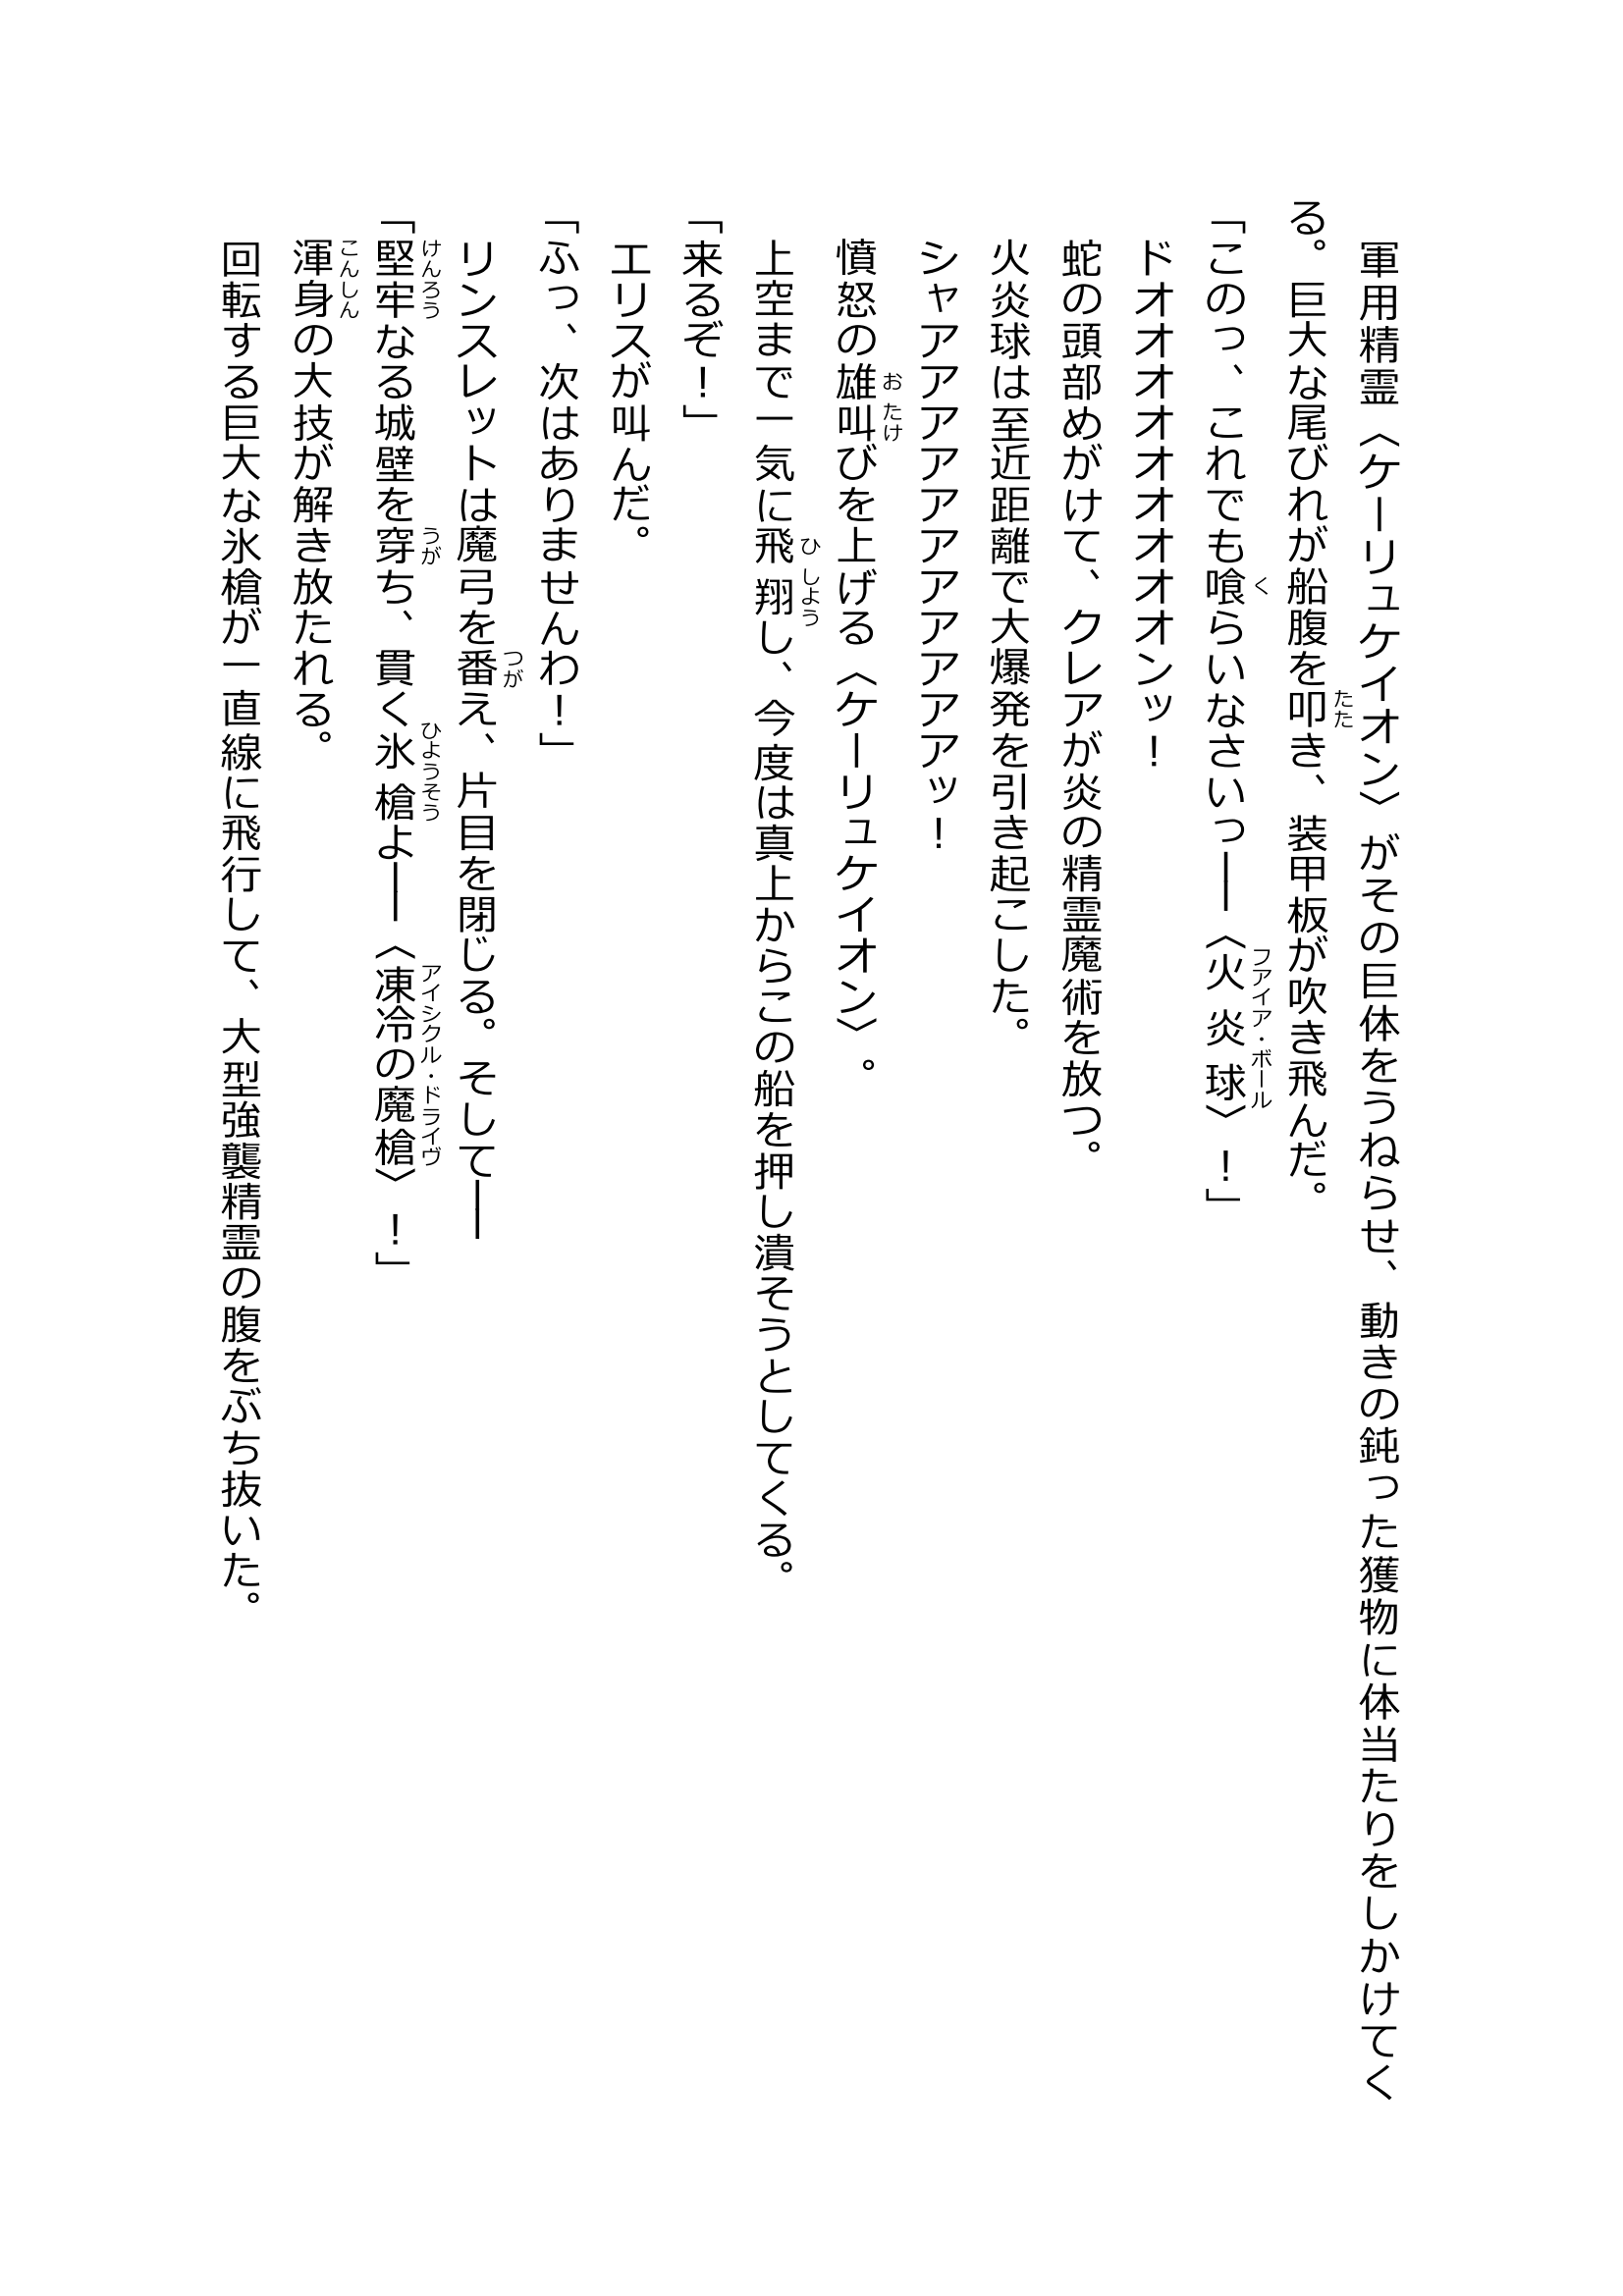 軍用精霊〈ケーリュケイオン〉がその巨体をうねらせ、動きの鈍った獲物に体当たりをしかけてく
る。巨大な尾びれが船腹を叩き、装甲板が吹き飛んだ。
「このっ、これでも喰らいなさいっ――〈火炎球〉！」
ドオオオオオオオオンッ！
蛇の頭部めがけて、クレアが炎の精霊魔術を放つ。
火炎球は至近距離で大爆発を引き起こした。
シャアアアアアアアアアアアッ！
憤怒の雄叫びを上げる〈ケーリュケイオン〉。
上空まで一気に飛翔し、今度は真上からこの船を押し潰そうとしてくる。
「来るぞ！」
エリスが叫んだ。
「ふっ、次はありませんわ！」
リンスレットは魔弓を番え、片目を閉じる。そして――
「堅牢なる城壁を穿ち、貫く氷槍よ――〈凍冷の魔槍〉！」
渾身の大技が解き放たれる。
回転する巨大な氷槍が一直線に飛行して、大型強襲精霊の腹をぶち抜いた。